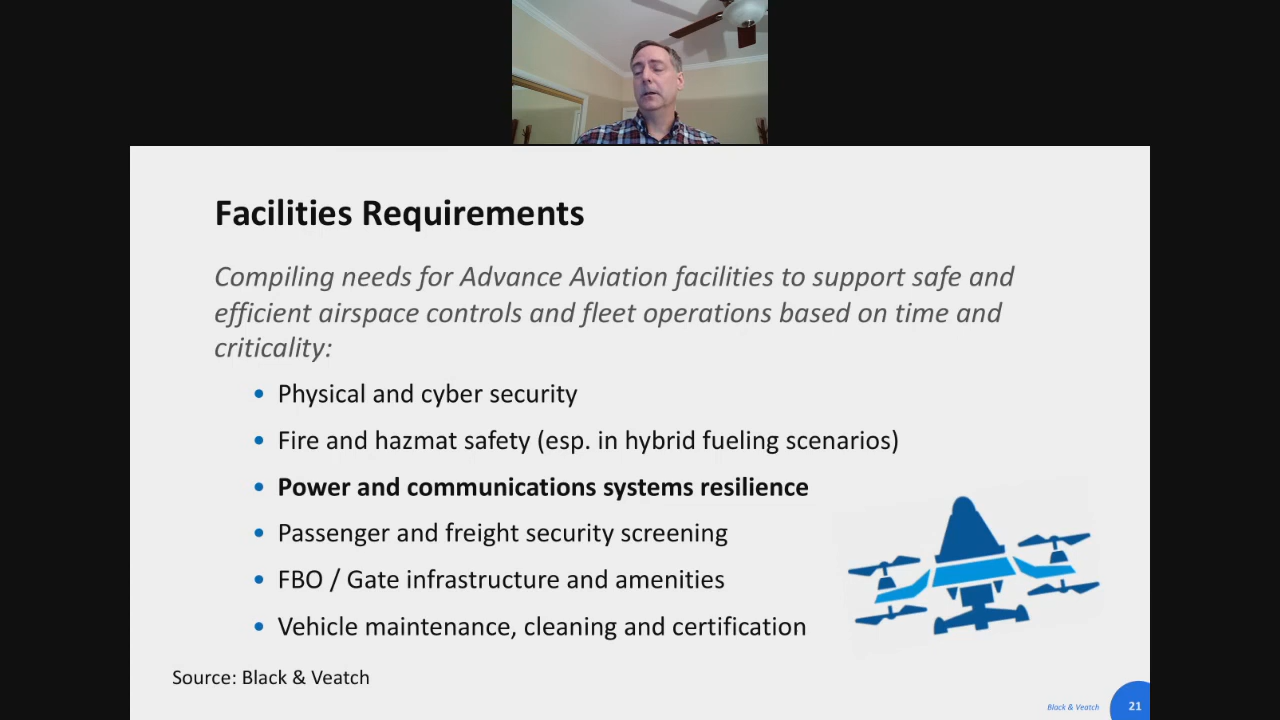 Facilities Requirements
Compiling needs for Advance Aviation facilities to support safe and
efficient airspace controls and fleet operations based on time and
criticality:
• Physical and cyber security
• Fire and hazmat safety (esp. in hybrid fueling scenarios)
• Power and communications systems resilience
• Passenger and freight security screening
• FBO / Gate infrastructure and amenities
• Vehicle maintenance, cleaning and certification
Source: Black & Veatch
Black & Veatch
21